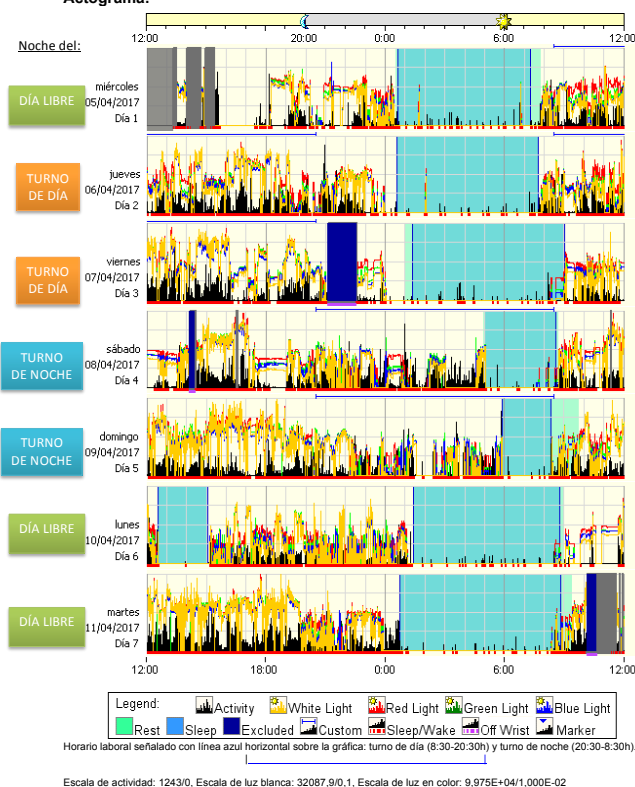 Actograma:
12:00 20:00 0:00 6:00 12:00
Noche del:
DÍA LIBRE
miércoles
05/04/2017
Día 1
TURNO
DE DÍA
jueves
06/04/2017
Día 2
TURNO
DE DÍA
viernes
07/04/2017
Día 3
TURNO
DE NOCHE
sábado
08/04/2017
Día 4
TURNO
DE NOCHE
domingo
09/04/2017
Día 5
DÍA LIBRE
lunes
10/04/2017
Día 6
DÍA LIBRE
martes
11/04/2017
Día 7
12:00 18:00 0:00 6:00 12:00
Legend: Activity White Light Red Light Green Light Blue Light
Rest Sleep Excluded Custom Sleep/Wake Off Wrist Marker
Horario laboral señalado con línea azul horizontal sobre la gráfica: turno de día (8:30-20:30h) y turno de noche (20:30-8:30h).
Escala de actividad: 1243/0, Escala de luz blanca: 32087,9/0,1, Escala de luz en color: 9,975E+04/1,000E-02